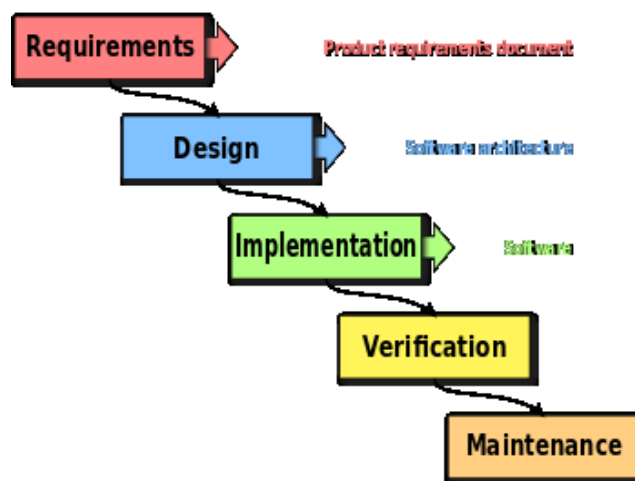 Requirements
Product requirements document
Design
Software architecture
Implementation
Software
Verification
Maintenance